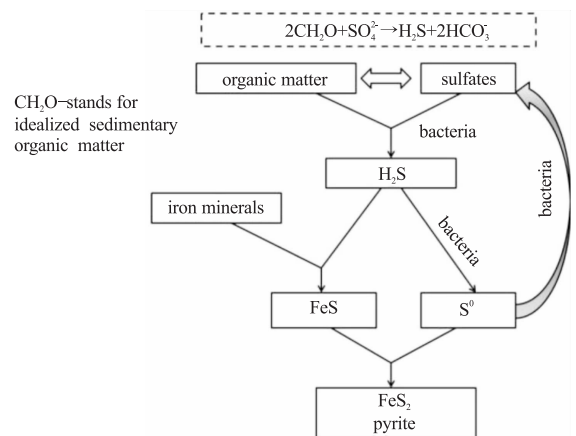 2CH₂O+SO₄²⁻→H₂S+2HCO₃⁻
organic matter
sulfates
CH₂O–stands for
idealized sedimentary
organic matter
bacteria
H₂S
bacteria
iron minerals
bacteria
FeS
S⁰
FeS₂
pyrite